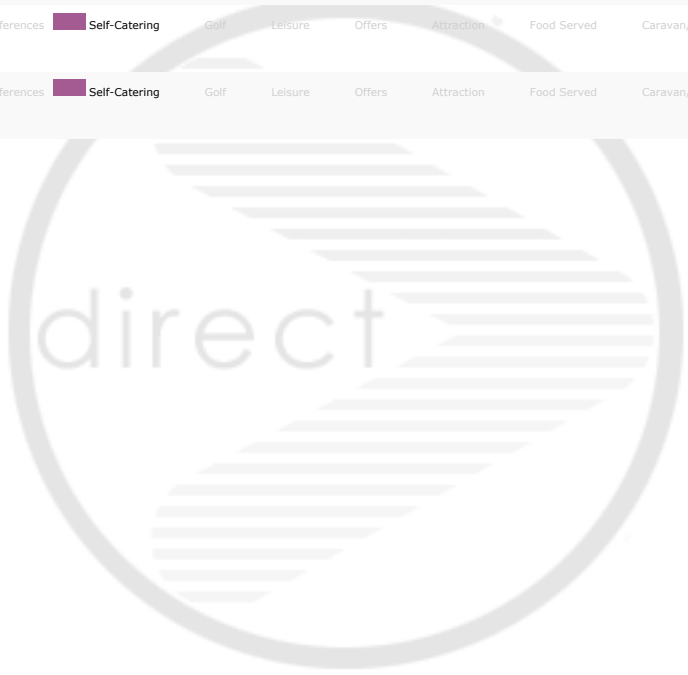 ferences Self-Catering Golf Leisure Offers Attraction Food Served Caravan/
ferences Self-Catering Golf Leisure Offers Attraction Food Served Caravan/
direct